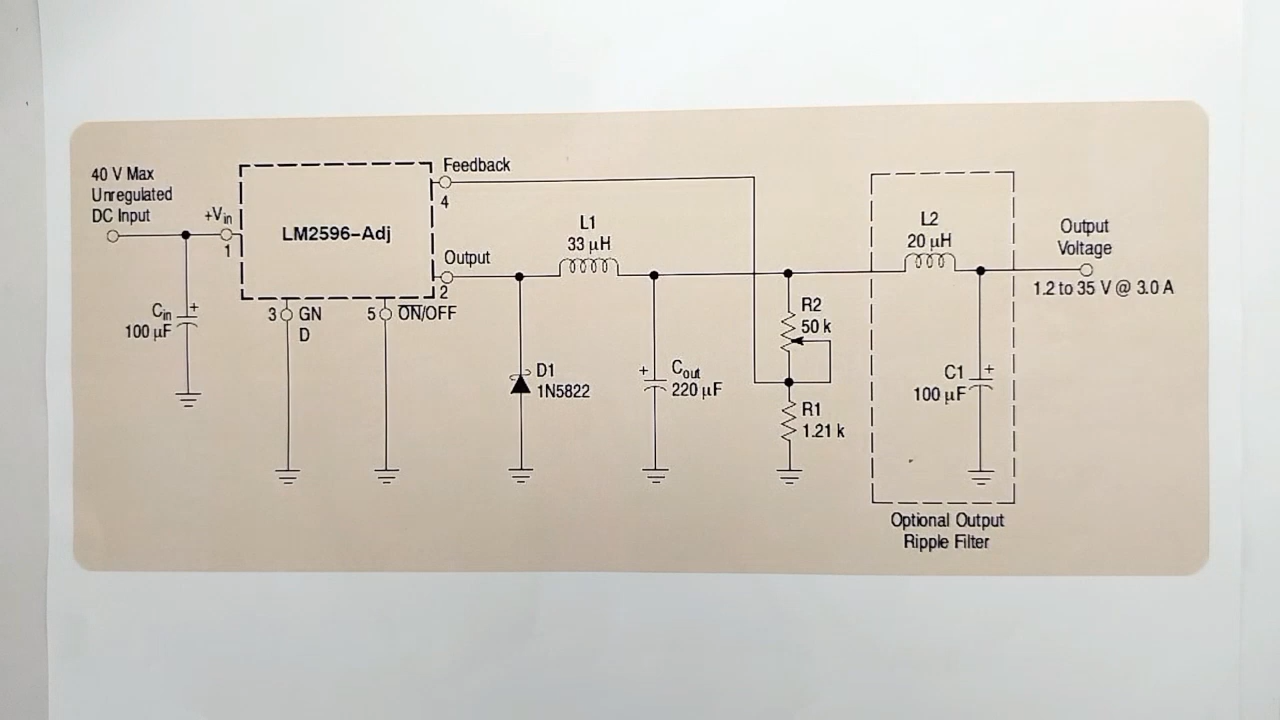 40 V Max
Unregulated
DC Input
+Vin
1
LM2596-Adj
Feedback
4
Output
2
3
GN
D
5
ON/OFF
Cin
+
100 µF
L1
33 µH
D1
1N5822
+
Cout
220 µF
R2
50 k
R1
1.21 k
L2
20 µH
C1
+
100 µF
Output
Voltage
1.2 to 35 V @ 3.0 A
Optional Output
Ripple Filter